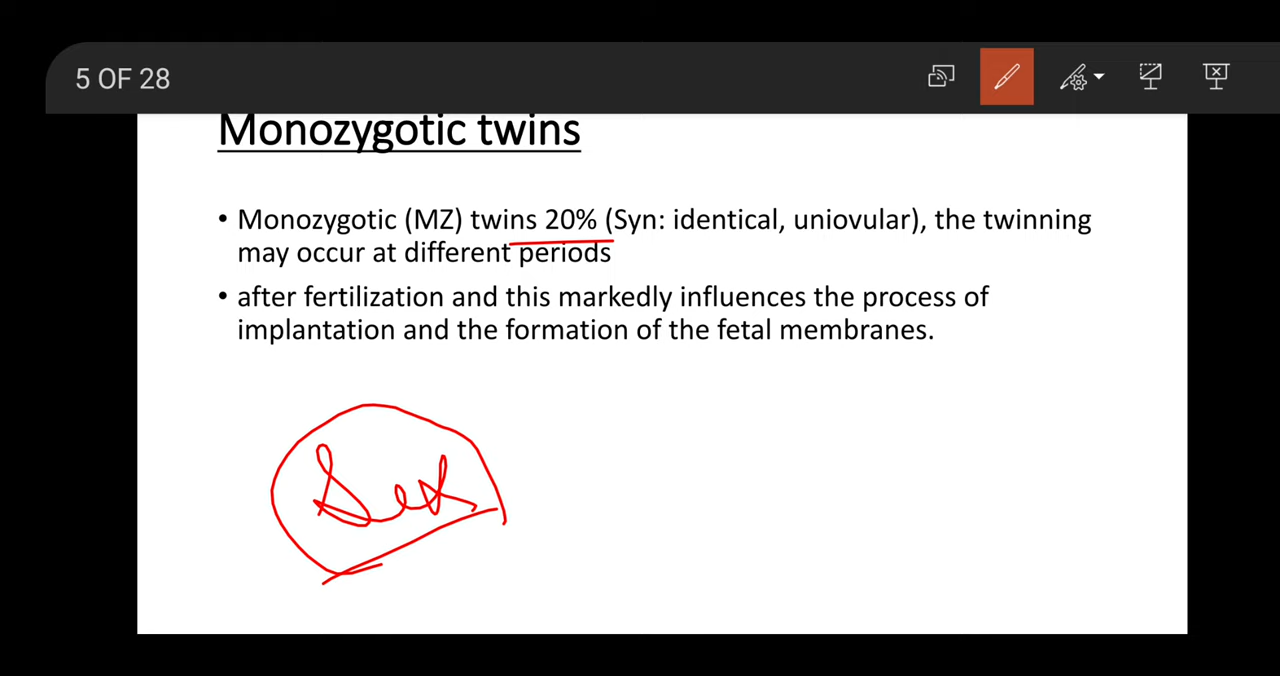 5 OF 28
Monozygotic twins
• Monozygotic (MZ) twins 20% (Syn: identical, uniovular), the twinning
may occur at different periods
• after fertilization and this markedly influences the process of
implantation and the formation of the fetal membranes.
Sex